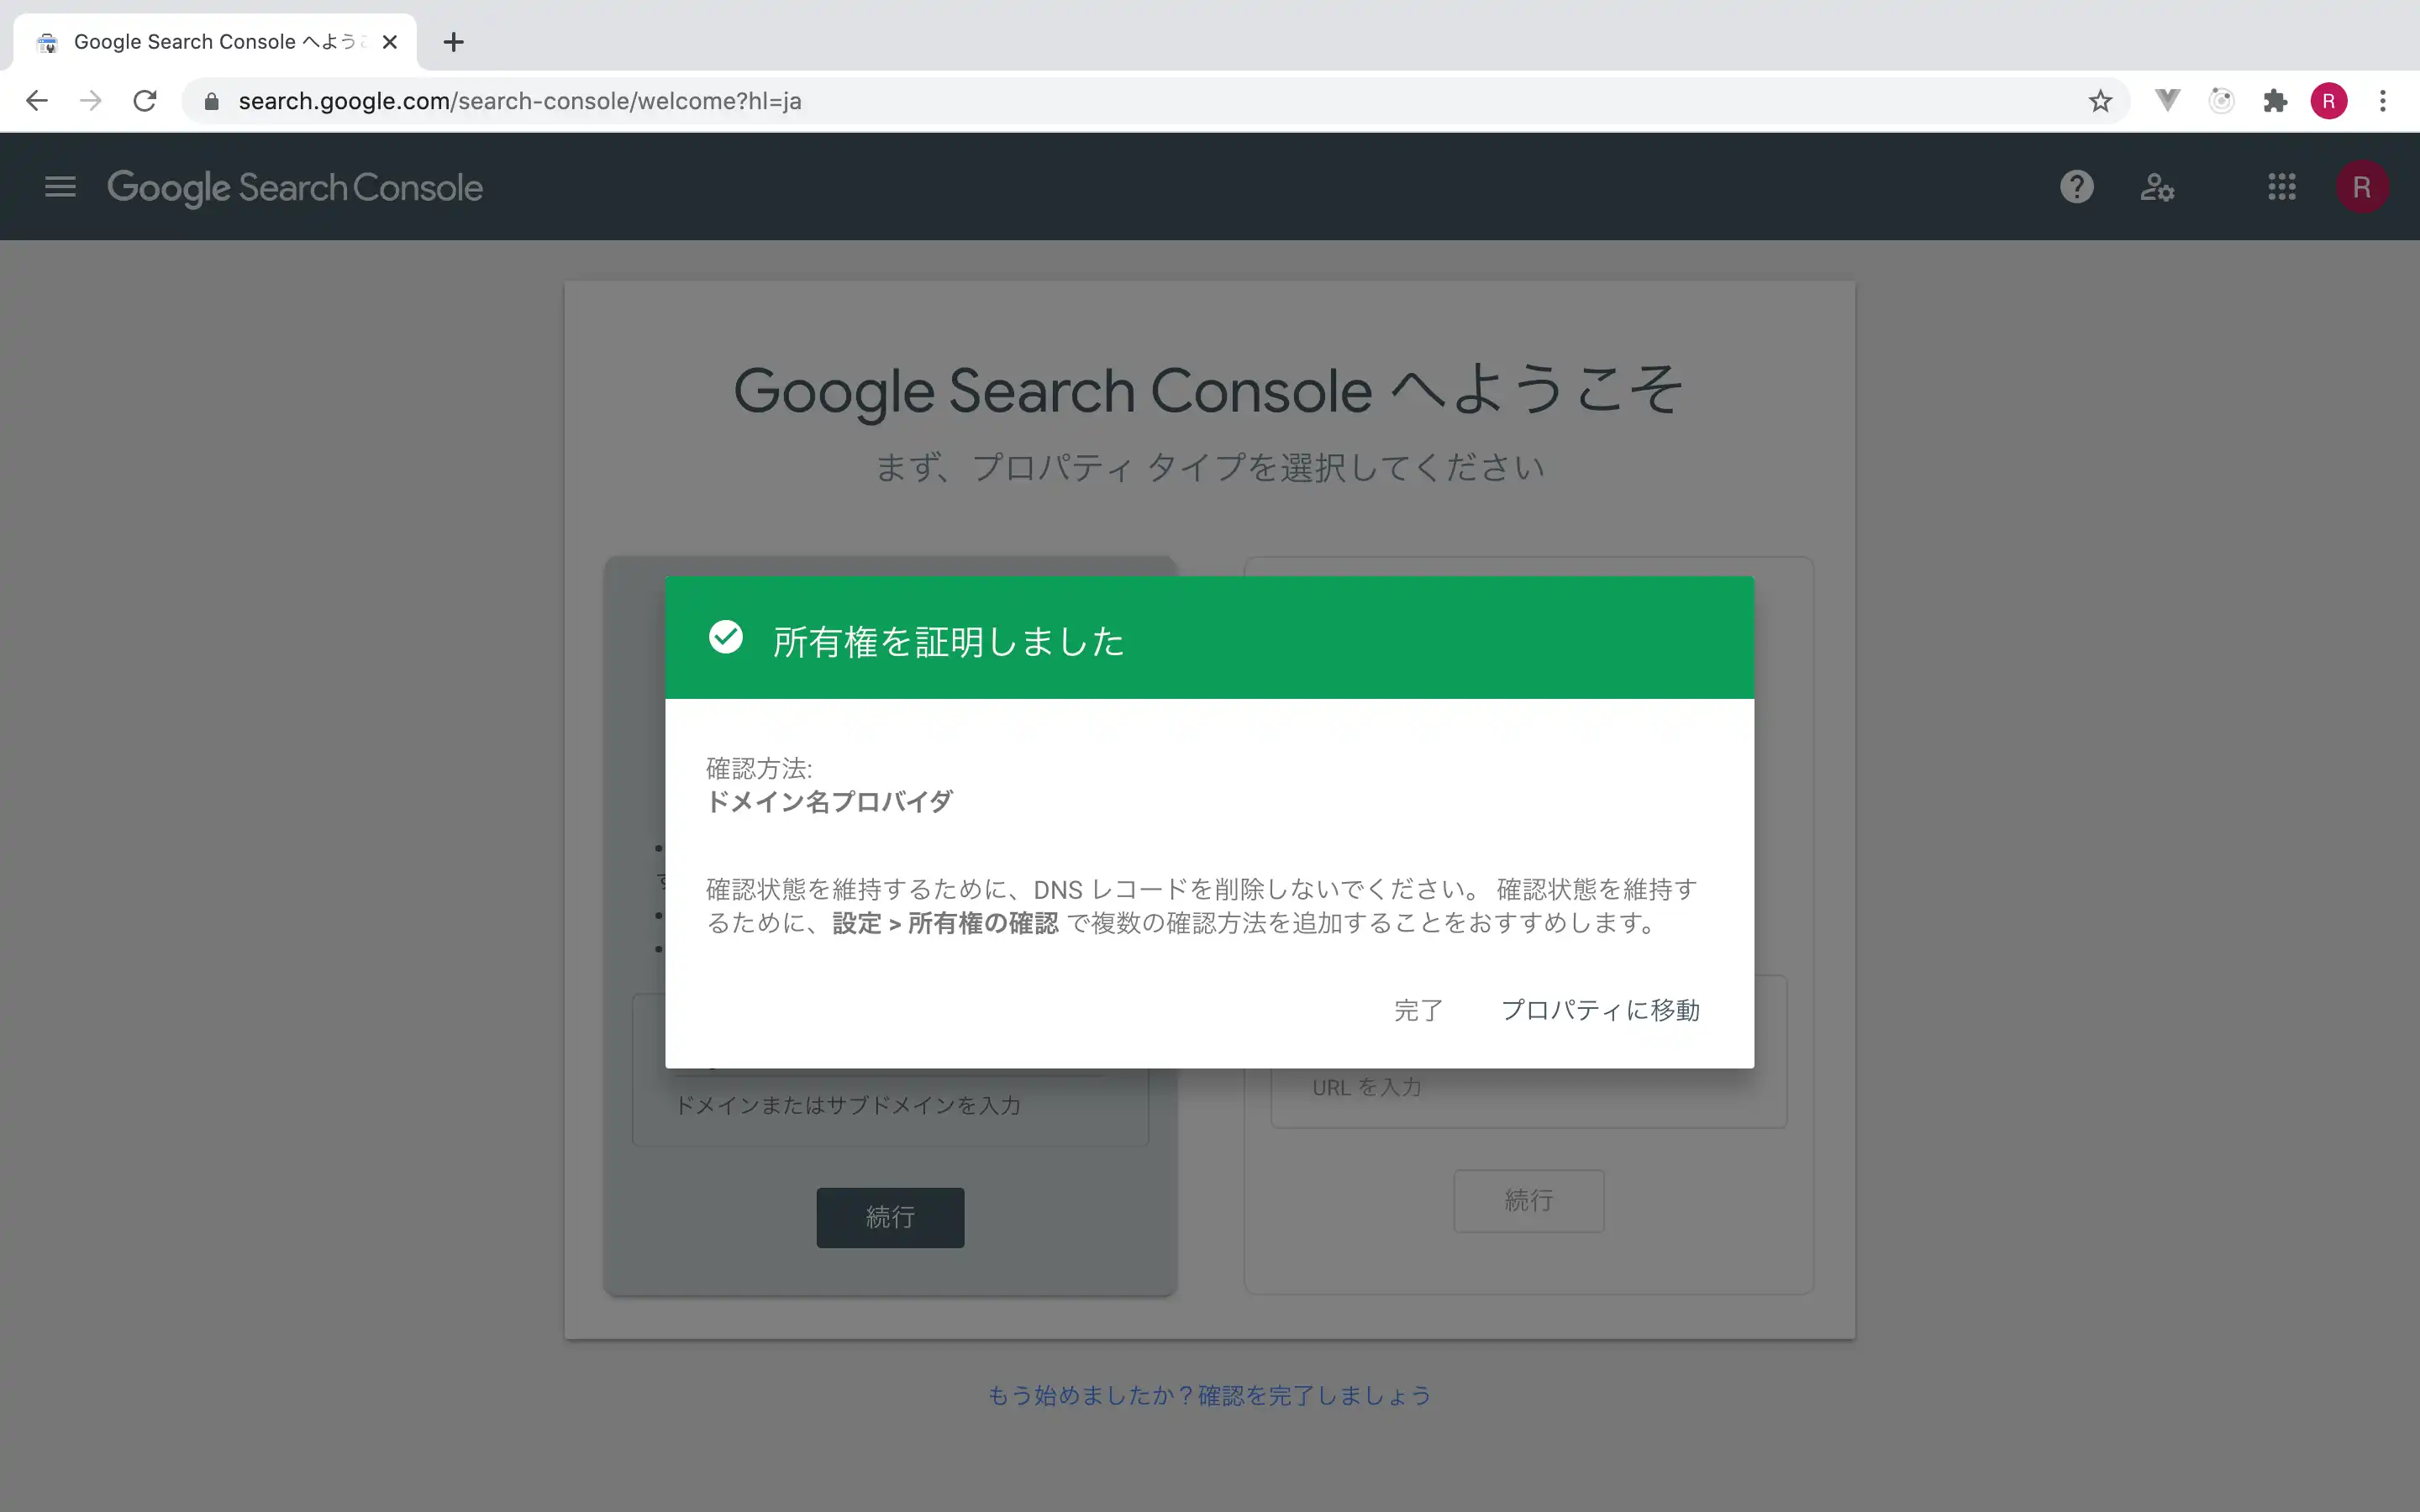 Google Search Console へよう
search.google.com/search-console/welcome?hl=ja
R
Google Search Console
R
Google Search Console へようこそ
まず、プロパティ タイプを選択してください
所有権を証明しました
確認方法:
ドメイン名プロバイダ
確認状態を維持するために、DNS レコードを削除しないでください。 確認状態を維持す
るために、設定 > 所有権の確認 で複数の確認方法を追加することをおすすめします。
完了 プロパティに移動
ドメインまたはサブドメインを入力
URL を入力
続行
続行
もう始めましたか？確認を完了しましょう